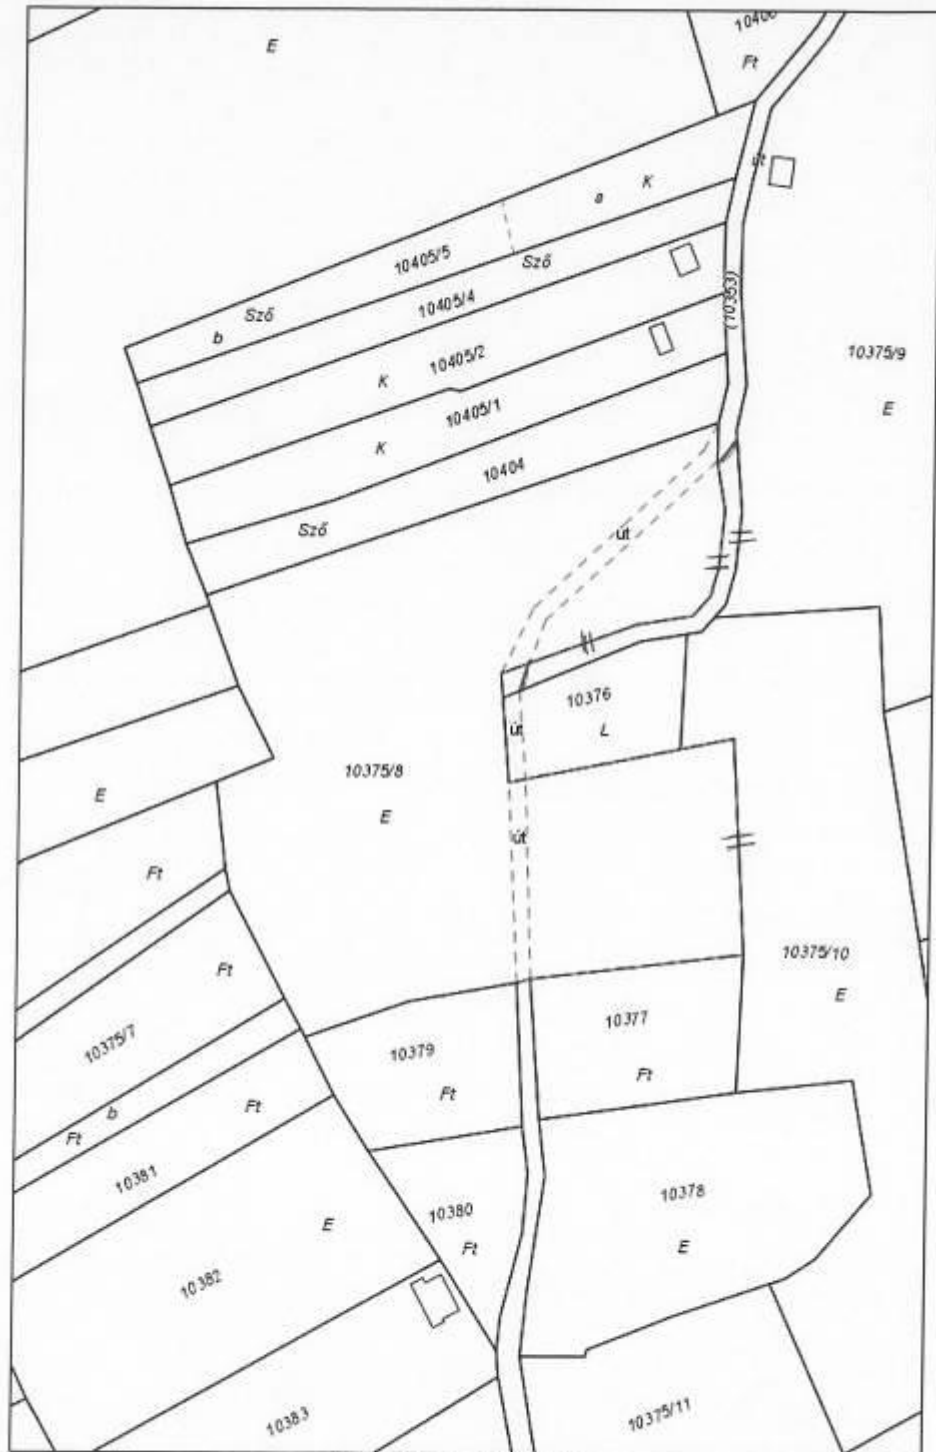 E
10406
Ft
út
K
a
10405/5
Sző
Sző
b
10405/4
(10353)
10405/2
K
10375/9
E
10405/1
K
10404
Sző
út
10376
L
út
10375/8
E
E
út
Ft
Ft
10375/10
E
10375/7
10377
10379
Ft
Ft
b
Ft
Ft
10381
10378
10380
E
Ft
E
10382
10383
10375/11